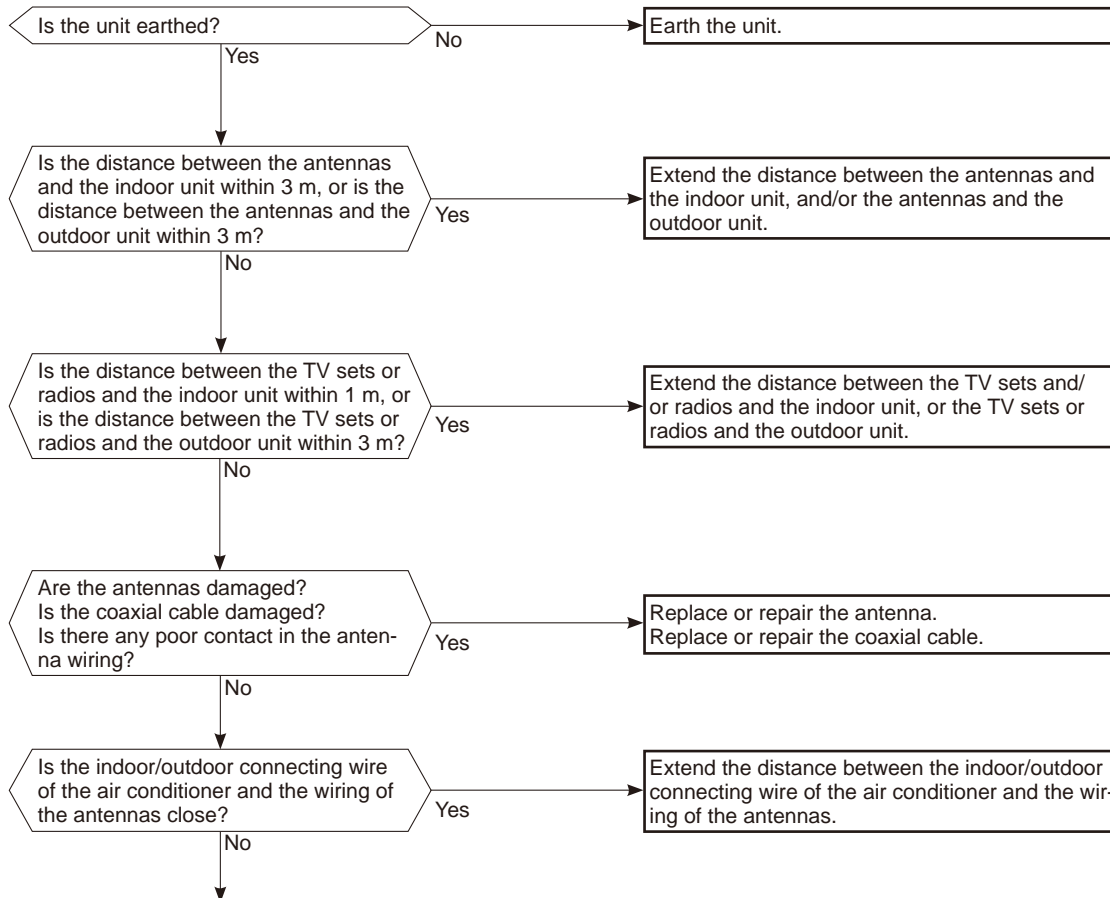 Is the unit earthed?
No
Earth the unit.
Yes
Is the distance between the antennas
and the indoor unit within 3 m, or is the
distance between the antennas and the
outdoor unit within 3 m?
Yes
Extend the distance between the antennas and
the indoor unit, and/or the antennas and the
outdoor unit.
No
Is the distance between the TV sets or
radios and the indoor unit within 1 m, or
is the distance between the TV sets or
radios and the outdoor unit within 3 m?
Yes
Extend the distance between the TV sets and/
or radios and the indoor unit, or the TV sets or
radios and the outdoor unit.
No
Are the antennas damaged?
Is the coaxial cable damaged?
Is there any poor contact in the anten-
na wiring?
Yes
Replace or repair the antenna.
Replace or repair the coaxial cable.
No
Is the indoor/outdoor connecting wire
of the air conditioner and the wiring of
the antennas close?
Yes
Extend the distance between the indoor/outdoor
connecting wire of the air conditioner and the wir-
ing of the antennas.
No